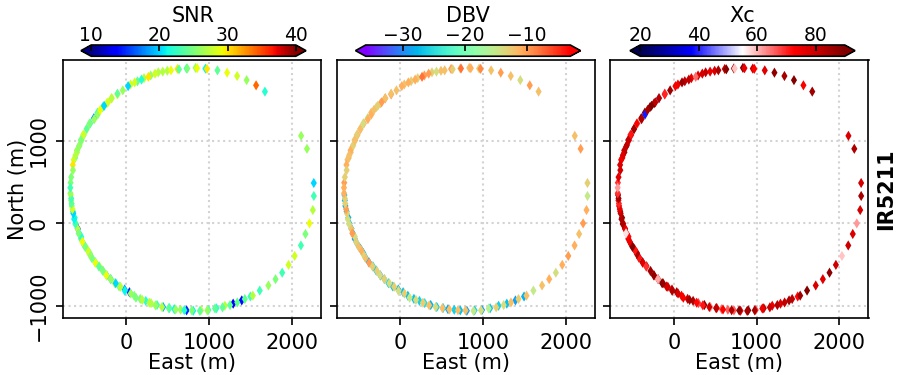 SNR DBV Xc
10 20 30 40 −30 −20 −10 20 40 60 80
North (m)
1000
0
−1000
0 1000 2000 0 1000 2000 0 1000 2000
East (m) East (m) East (m)
IR5211